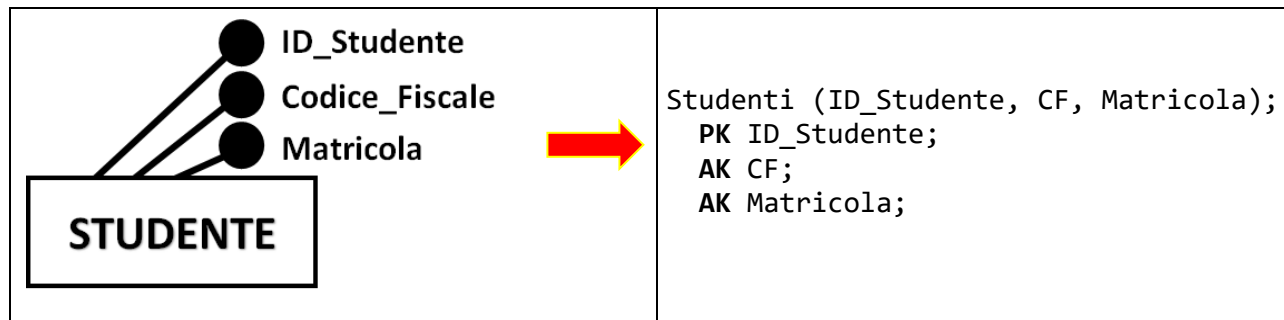 ID_Studente
Codice_Fiscale
Matricola
STUDENTE
Studenti (ID_Studente, CF, Matricola);
PK ID_Studente;
AK CF;
AK Matricola;